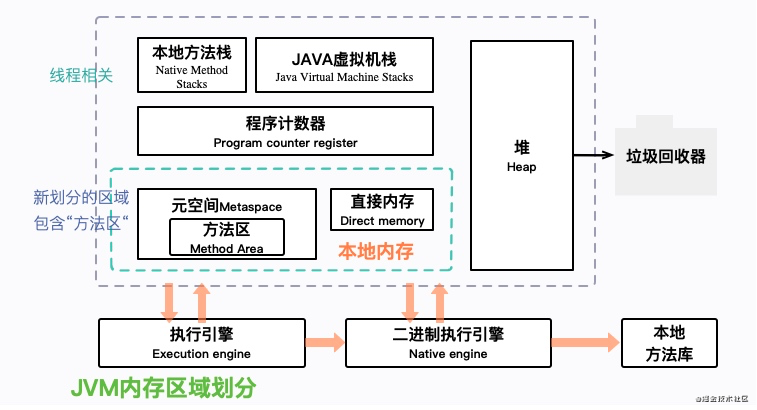 线程相关
本地方法栈
Native Method
Stacks
JAVA虚拟机栈
Java Virtual Machine Stacks
程序计数器
Program counter register
堆
Heap
垃圾回收器
新划分的区域
包含“方法区“
元空间Metaspace
方法区
Method Area
直接内存
Direct memory
本地内存
执行引擎
Execution engine
二进制执行引擎
Native engine
本地
方法库
JVM内存区域划分
@掘金技术社区